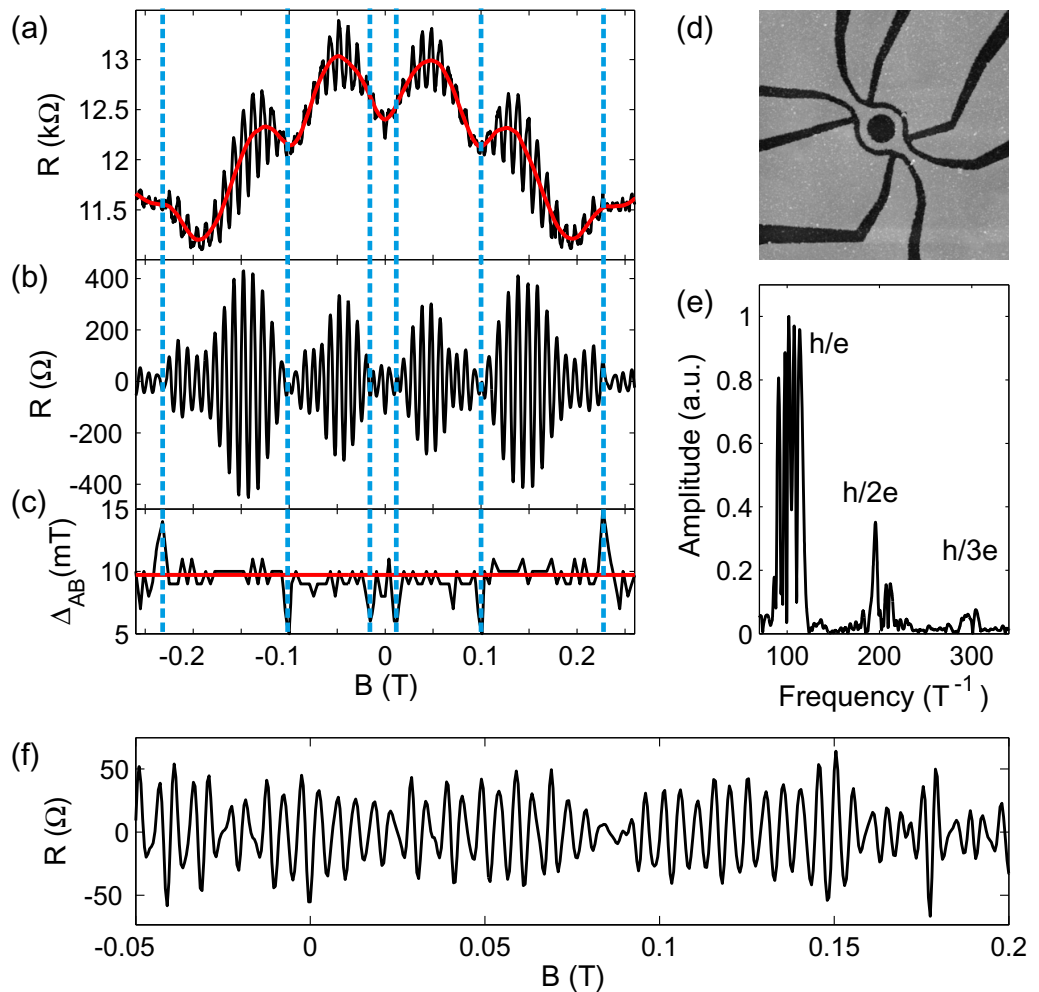 (a)
R (kΩ)
13
12.5
12
11.5
(b)
R (Ω)
400
200
0
-200
-400
(c)
Δ_AB(mT)
15
10
5
-0.2
-0.1
0
0.1
0.2
B (T)
(d)
(e)
Amplitude (a.u.)
1
0.8
0.6
0.4
0.2
0
h/e
h/2e
h/3e
100
200
300
Frequency (T⁻¹)
(f)
R (Ω)
50
0
-50
-0.05
0
0.05
0.1
0.15
0.2
B (T)